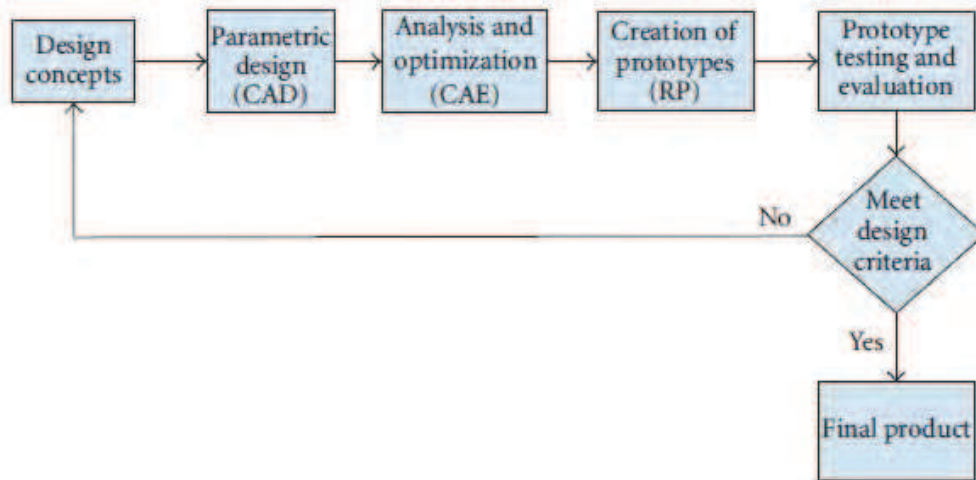 Design
concepts
Parametric
design
(CAD)
Analysis and
optimization
(CAE)
Creation of
prototypes
(RP)
Prototype
testing and
evaluation
Meet
design
criteria
No
Yes
Final product